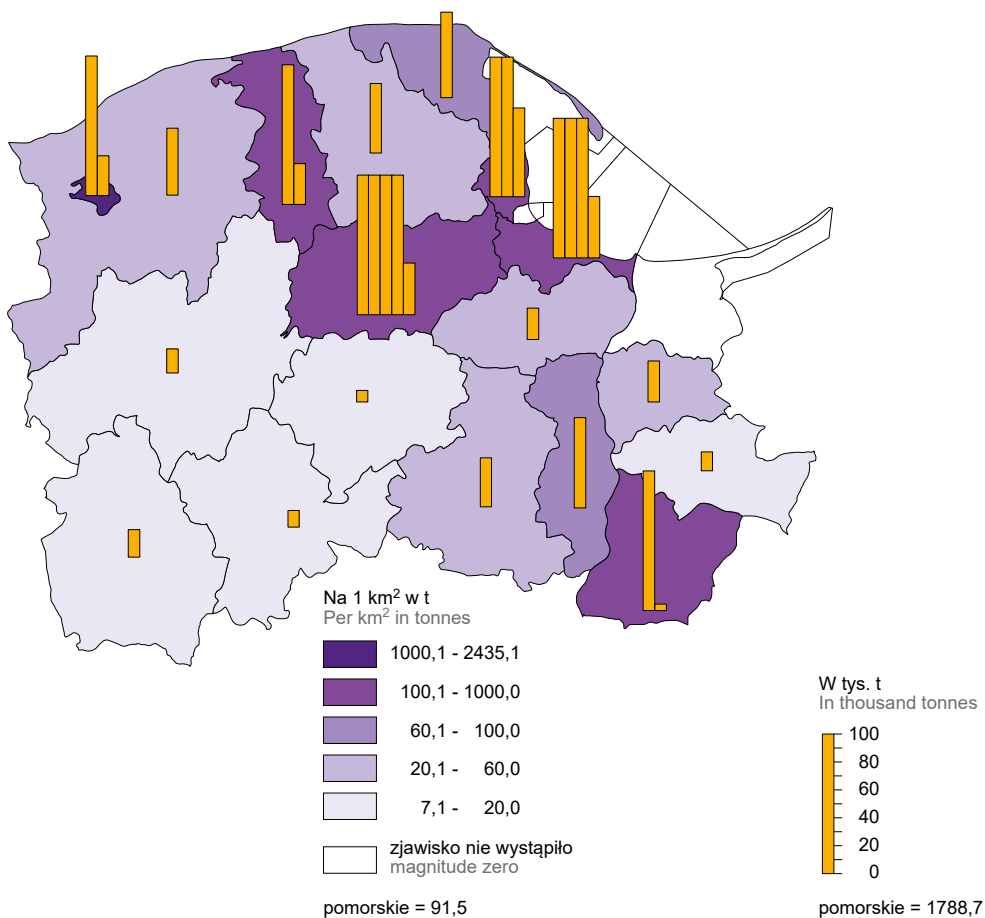 Na 1 km² w t
Per km² in tonnes
1000,1 - 2435,1
100,1 - 1000,0
60,1 - 100,0
20,1 - 60,0
7,1 - 20,0
zjawisko nie wystąpiło
magnitude zero
pomorskie = 91,5
W tys. t
In thousand tonnes
100
80
60
40
20
0
pomorskie = 1788,7